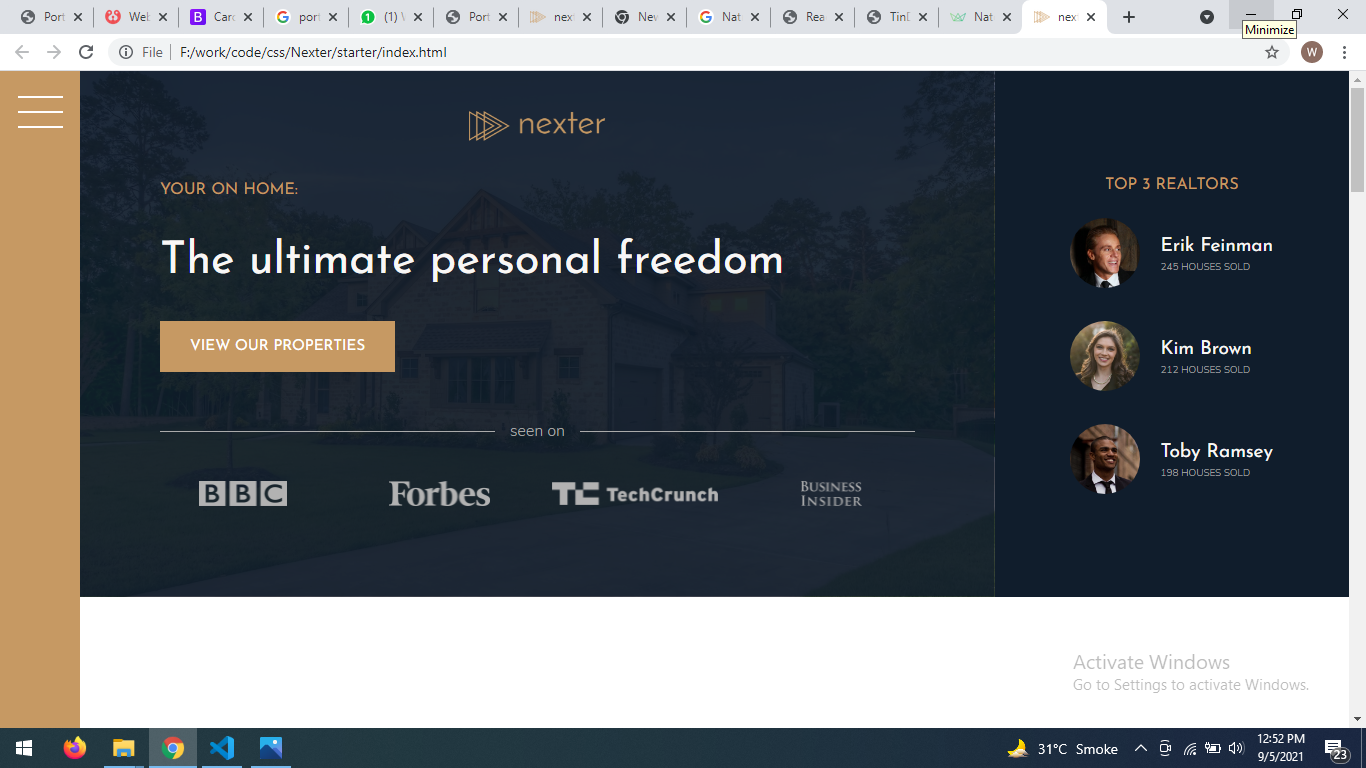 Port
Web
Card
port
(1) W
Port
nex
New
Nat
Rea
TinD
Nat
nex
Minimize
File
F:/work/code/css/Nexter/starter/index.html
W
nexter
YOUR ON HOME:
The ultimate personal freedom
VIEW OUR PROPERTIES
seen on
BBC
Forbes
TC TechCrunch
BUSINESS
INSIDER
TOP 3 REALTORS
Erik Feinman
245 HOUSES SOLD
Kim Brown
212 HOUSES SOLD
Toby Ramsey
198 HOUSES SOLD
Activate Windows
Go to Settings to activate Windows.
31°C Smoke
12:52 PM
9/5/2021
23